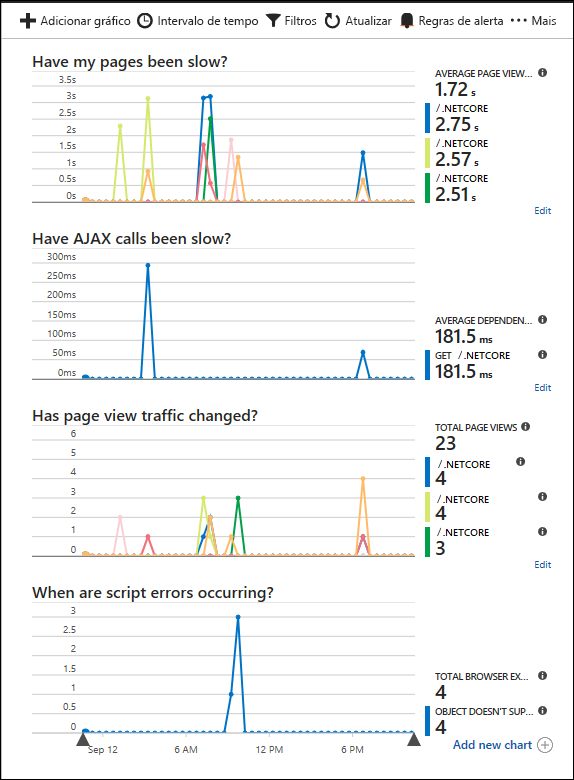 Adicionar gráfico Intervalo de tempo Filtros Atualizar Regras de alerta Mais
Have my pages been slow?
3.5s
3s
2.5s
2s
1.5s
1s
0.5s
0s
AVERAGE PAGE VIEW...
1.72 s
/.NETCORE
2.75 s
/.NETCORE
2.57 s
/.NETCORE
2.51 s
Edit
Have AJAX calls been slow?
300ms
250ms
200ms
150ms
100ms
50ms
0ms
AVERAGE DEPENDEN...
181.5 ms
GET /.NETCORE
181.5 ms
Edit
Has page view traffic changed?
6
5
4
3
2
1
0
TOTAL PAGE VIEWS
23
/.NETCORE
4
/.NETCORE
4
/.NETCORE
3
Edit
When are script errors occurring?
3
2.5
2
1.5
1
0.5
0
Sep 12 6 AM 12 PM 6 PM
TOTAL BROWSER EX...
4
OBJECT DOESN'T SUP...
4
Add new chart